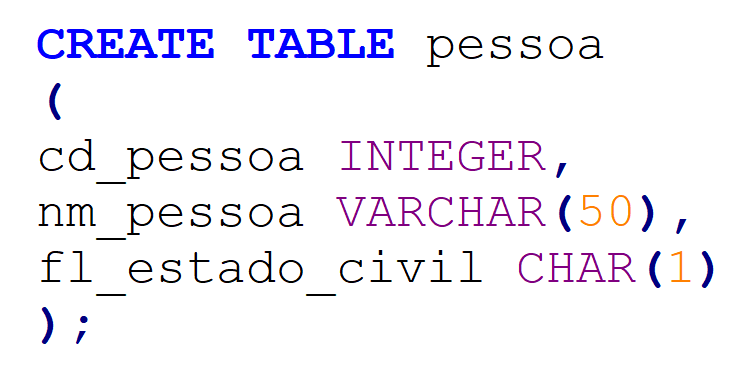 CREATE TABLE pessoa
(
cd_pessoa INTEGER,
nm_pessoa VARCHAR(50),
fl_estado_civil CHAR(1)
);